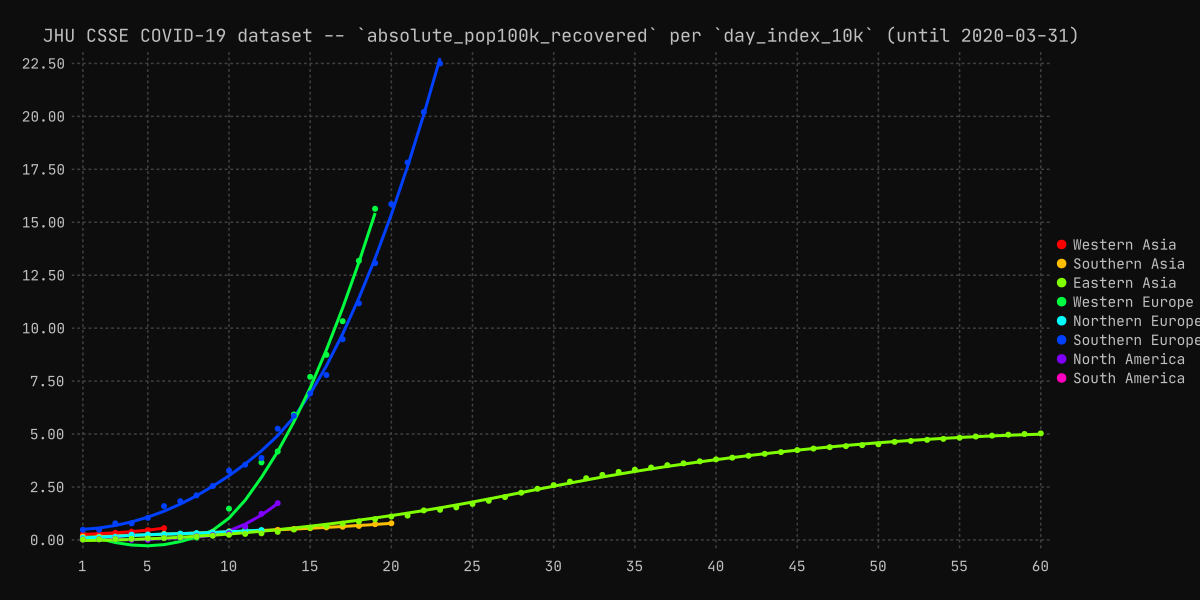 JHU CSSE COVID-19 dataset -- `absolute_pop100k_recovered` per `day_index_10k` (until 2020-03-31)
22.50
20.00
17.50
15.00
12.50
10.00
7.50
5.00
2.50
0.00
1 5 10 15 20 25 30 35 40 45 50 55 60
Western Asia
Southern Asia
Eastern Asia
Western Europe
Northern Europe
Southern Europe
North America
South America